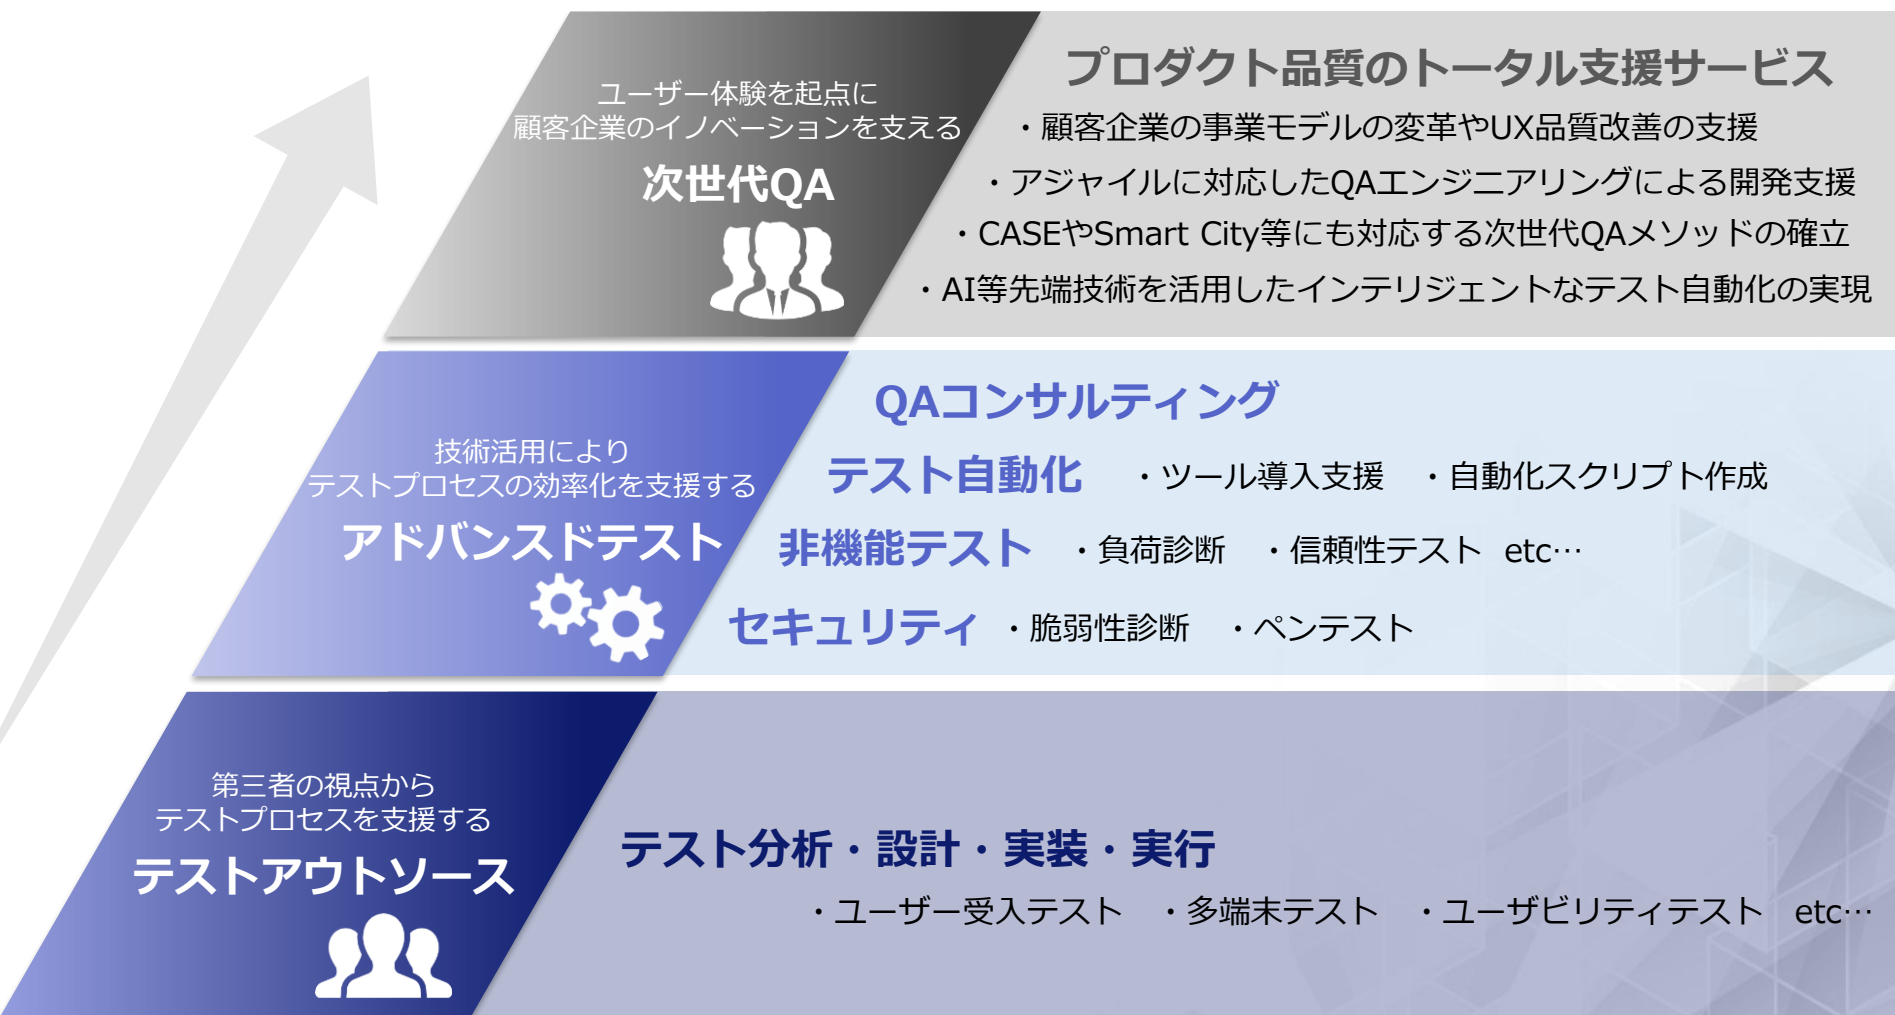 ユーザー体験を起点に
顧客企業のイノベーションを支える
次世代QA
プロダクト品質のトータル支援サービス
・顧客企業の事業モデルの変革やUX品質改善の支援
・アジャイルに対応したQAエンジニアリングによる開発支援
・CASEやSmart City等にも対応する次世代QAメソッドの確立
・AI等先端技術を活用したインテリジェントなテスト自動化の実現
技術活用により
テストプロセスの効率化を支援する
アドバンスドテスト
QAコンサルティング
テスト自動化 ・ツール導入支援 ・自動化スクリプト作成
非機能テスト ・負荷診断 ・信頼性テスト etc…
セキュリティ ・脆弱性診断 ・ペンテスト
第三者の視点から
テストプロセスを支援する
テストアウトソース
テスト分析・設計・実装・実行
・ユーザー受入テスト ・多端末テスト ・ユーザビリティテスト etc…